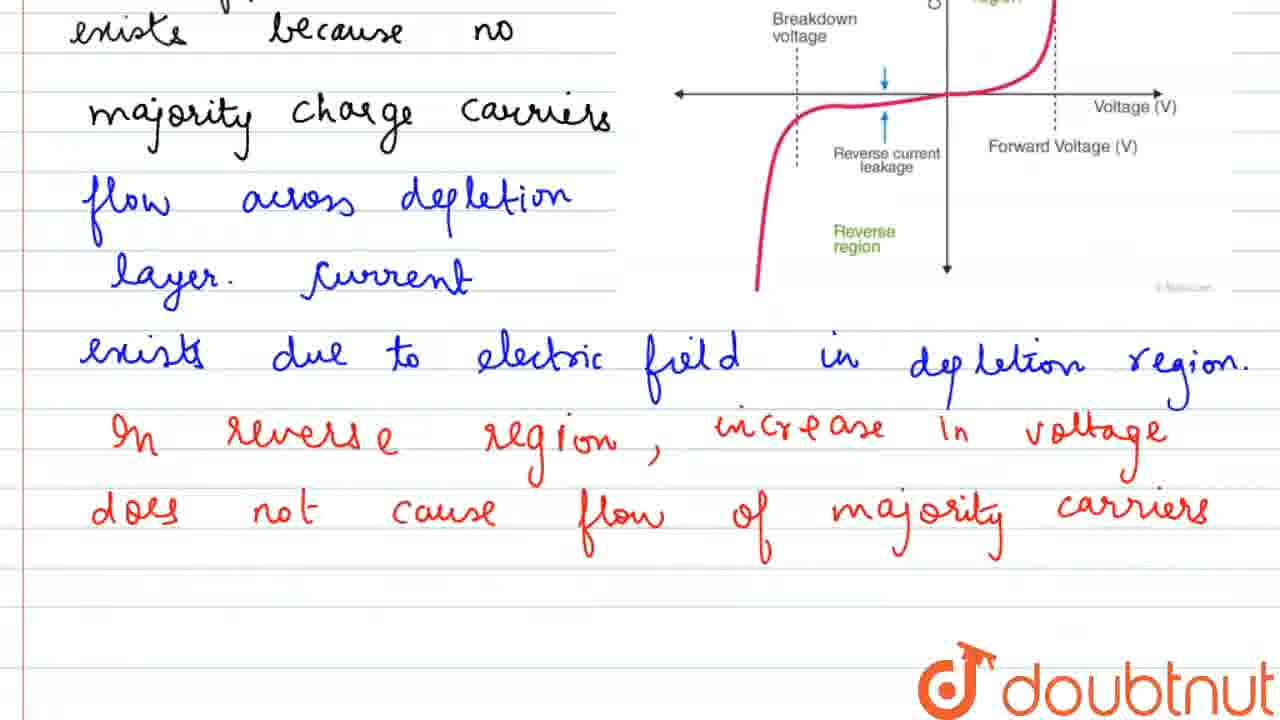 exists because no
majority charge carriers
flow across depletion
layer. Current
exists due to electric field in depletion region.
In reverse region, increase in voltage
does not cause flow of majority carriers
region
Breakdown
voltage
Voltage (V)
Forward Voltage (V)
Reverse current
leakage
Reverse
region
doubtnut